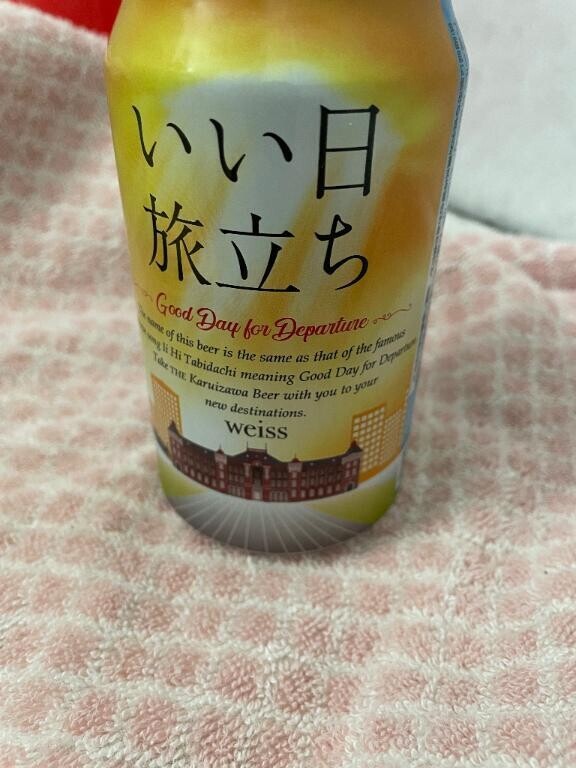 いい日
旅立ち
Good Day for Departure
name of this beer is the same as that of the famous
song Ii Hi Tabidachi meaning Good Day for Departure.
Take THE Karuizawa Beer with you to your
new destinations.
weiss